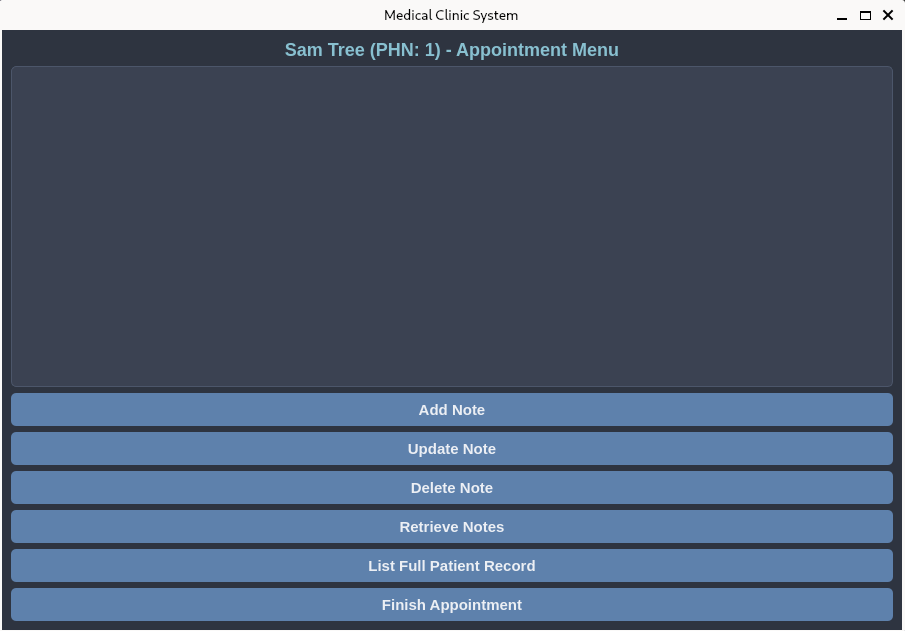 Medical Clinic System
Sam Tree (PHN: 1) - Appointment Menu
Add Note
Update Note
Delete Note
Retrieve Notes
List Full Patient Record
Finish Appointment